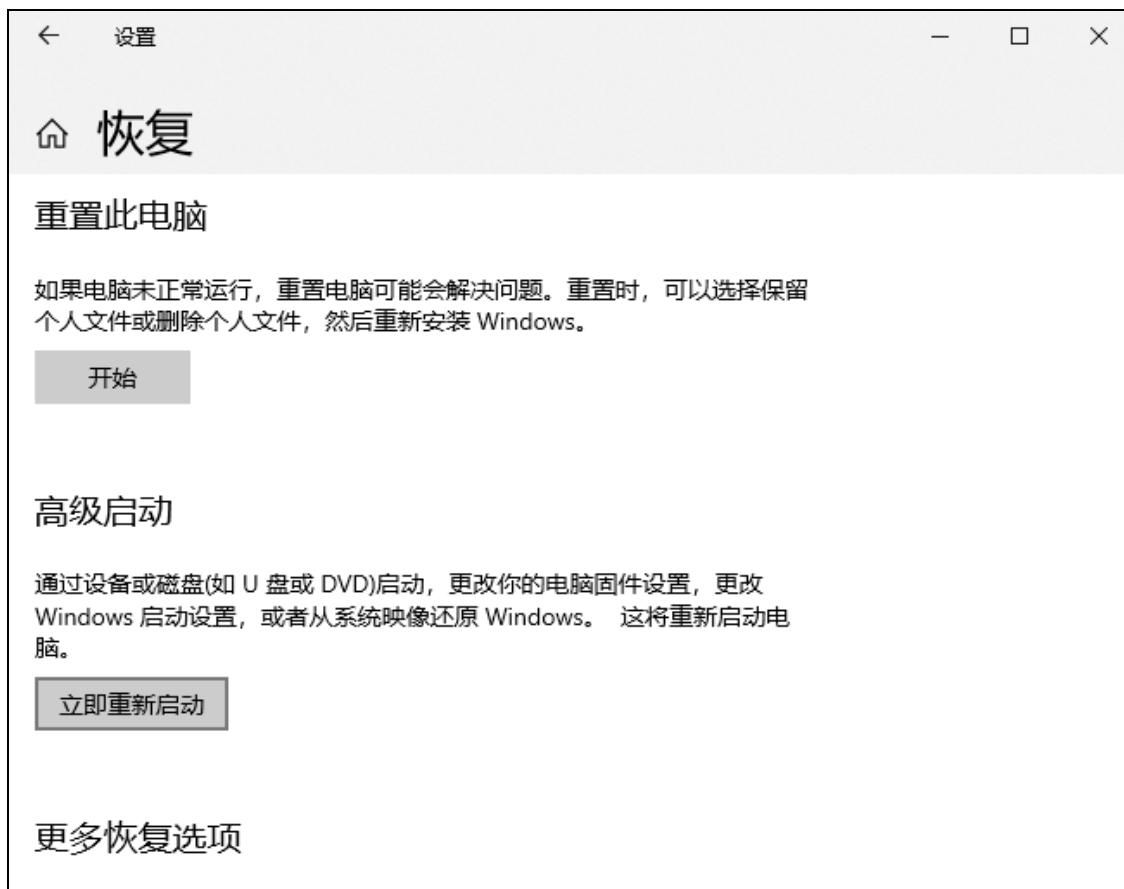 设置
恢复
重置此电脑
如果电脑未正常运行，重置电脑可能会解决问题。重置时，可以选择保留
个人文件或删除个人文件，然后重新安装 Windows。
开始
高级启动
通过设备或磁盘(如 U 盘或 DVD)启动，更改你的电脑固件设置，更改
Windows 启动设置，或者从系统映像还原 Windows。 这将重新启动电
脑。
立即重新启动
更多恢复选项